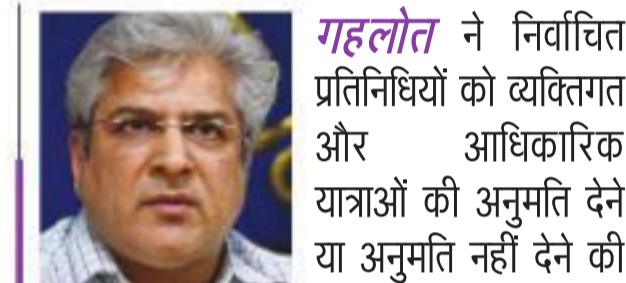 गहलोत ने निर्वाचित
प्रतिनिधियों को व्यक्तिगत
और आधिकारिक
यात्राओं की अनुमति देने
या अनुमति नहीं देने की